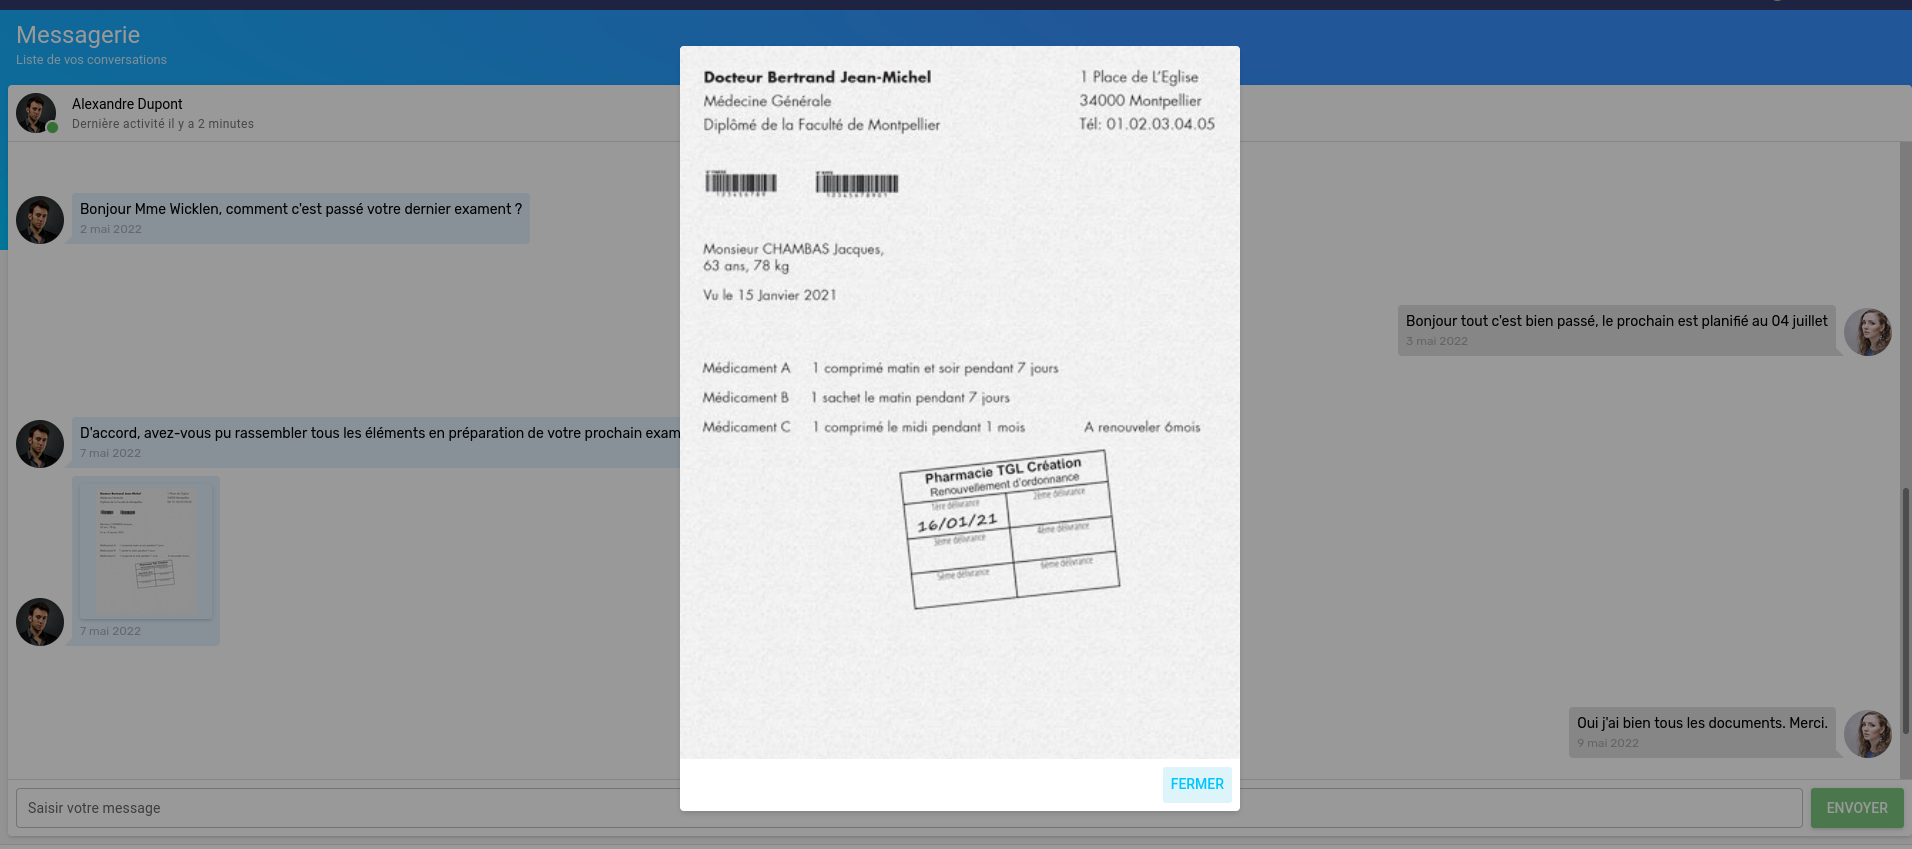 Messagerie
Liste de vos conversations
Alexandre Dupont
Dernière activité il y a 2 minutes
Bonjour Mme Wicklen, comment c'est passé votre dernier exament ?
2 mai 2022
Bonjour tout c'est bien passé, le prochain est planifié au 04 juillet
3 mai 2022
D'accord, avez-vous pu rassembler tous les éléments en préparation de votre prochain exam
7 mai 2022
7 mai 2022
Oui j'ai bien tous les documents. Merci.
9 mai 2022
Saisir votre message
ENVOYER
Docteur Bertrand Jean-Michel
Médecine Générale
Diplômé de la Faculté de Montpellier
1 Place de L'Eglise
34000 Montpellier
Tél: 01.02.03.04.05
123456789
12345678901
Monsieur CHAMBAS Jacques,
63 ans, 78 kg
Vu le 15 Janvier 2021
Médicament A 1 comprimé matin et soir pendant 7 jours
Médicament B 1 sachet le matin pendant 7 jours
Médicament C 1 comprimé le midi pendant 1 mois A renouveler 6mois
Pharmacie TGL Création
Renouvellement d'ordonnance
1ère délivrance 2ème délivrance
16/01/21
3ème délivrance 4ème délivrance
5ème délivrance 6ème délivrance
FERMER